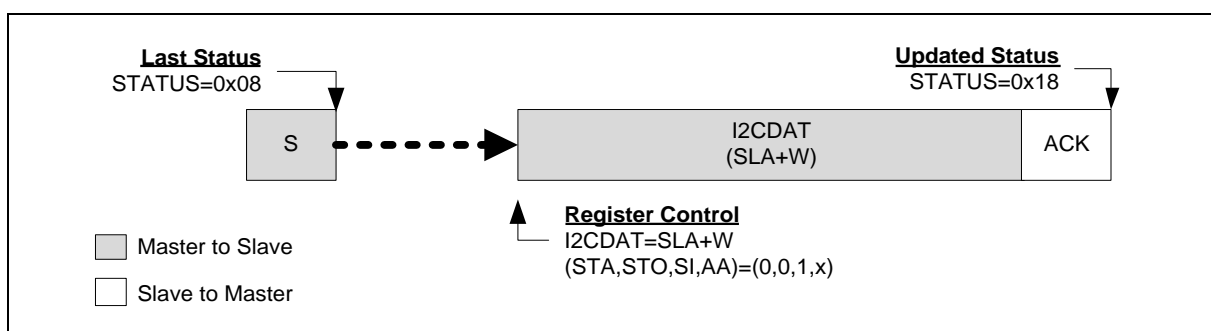 Last Status
STATUS=0x08
Updated Status
STATUS=0x18
S
I2CDAT
(SLA+W)
ACK
Register Control
I2CDAT=SLA+W
(STA,STO,SI,AA)=(0,0,1,x)
Master to Slave
Slave to Master